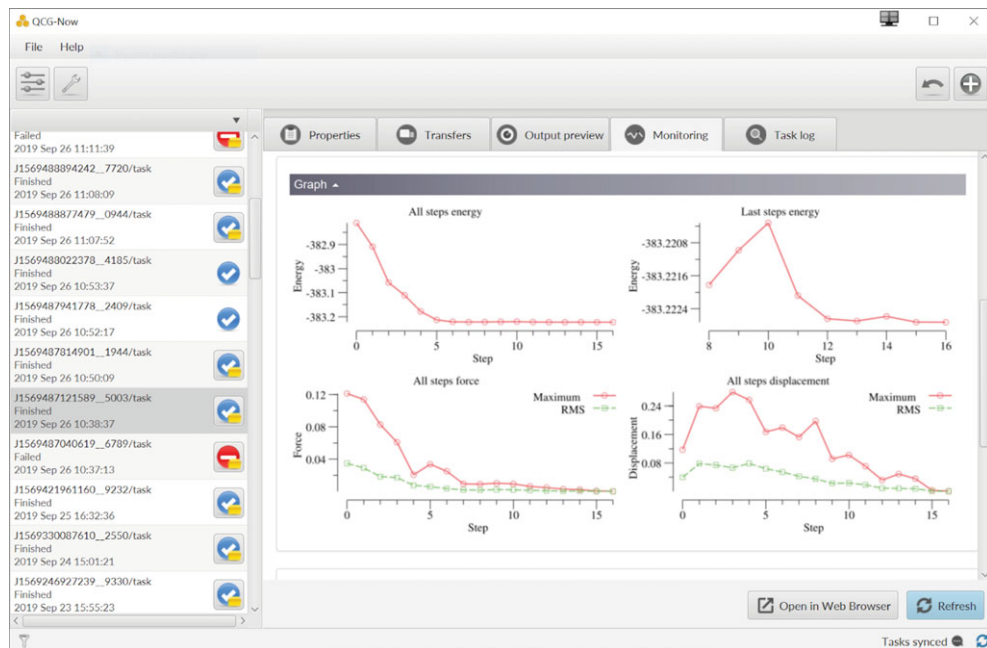 QCG-Now
File Help
Properties Transfers Output preview Monitoring Task log
Failed
2019 Sep 26 11:11:39
J1569488894242__7720/task
Finished
2019 Sep 26 11:08:09
J1569488877479__0944/task
Finished
2019 Sep 26 11:07:52
J1569488022378__4185/task
Finished
2019 Sep 26 10:53:37
J1569487941778__2409/task
Finished
2019 Sep 26 10:52:17
J1569487814901__1944/task
Finished
2019 Sep 26 10:50:09
J1569487121589__5003/task
Finished
2019 Sep 26 10:38:37
J1569487040619__6789/task
Failed
2019 Sep 26 10:37:13
J1569421961160__9232/task
Finished
2019 Sep 25 16:32:36
J1569330087610__2550/task
Finished
2019 Sep 24 15:01:21
J1569246927239__9330/task
Finished
2019 Sep 23 15:55:23
Graph
All steps energy
Energy
-382.9
-383
-383.1
-383.2
0 5 10 15
Step
Last steps energy
Energy
-383.2208
-383.2216
-383.2224
8 10 12 14 16
Step
All steps force
Maximum
RMS
Force
0.12
0.08
0.04
0 5 10 15
Step
All steps displacement
Maximum
RMS
Displacement
0.24
0.16
0.08
0 5 10 15
Step
Open in Web Browser Refresh
Tasks synced